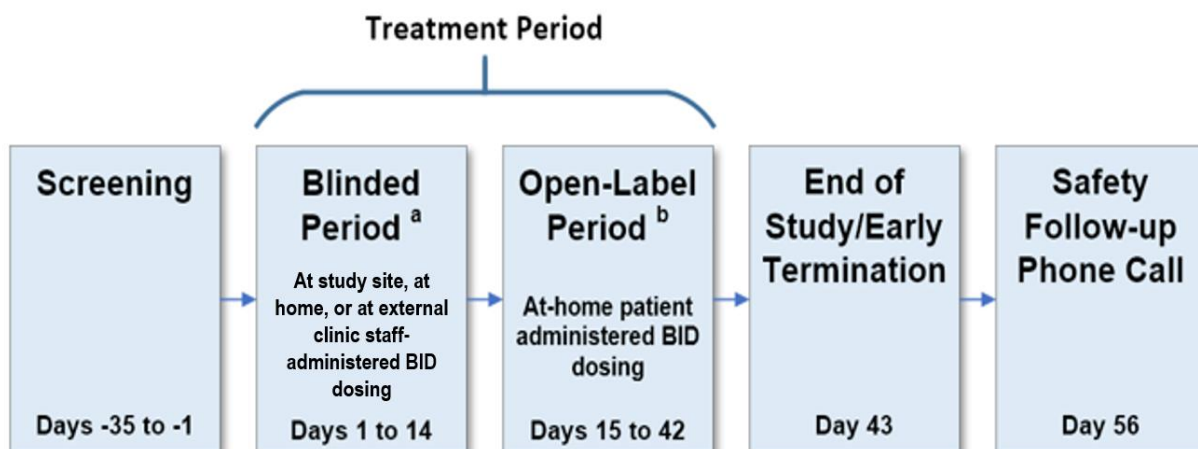 Treatment Period
Screening
Days -35 to -1
Blinded
Period a
At study site, at
home, or at external
clinic staff-
administered BID
dosing
Days 1 to 14
Open-Label
Period b
At-home patient
administered BID
dosing
Days 15 to 42
End of
Study/Early
Termination
Day 43
Safety
Follow-up
Phone Call
Day 56